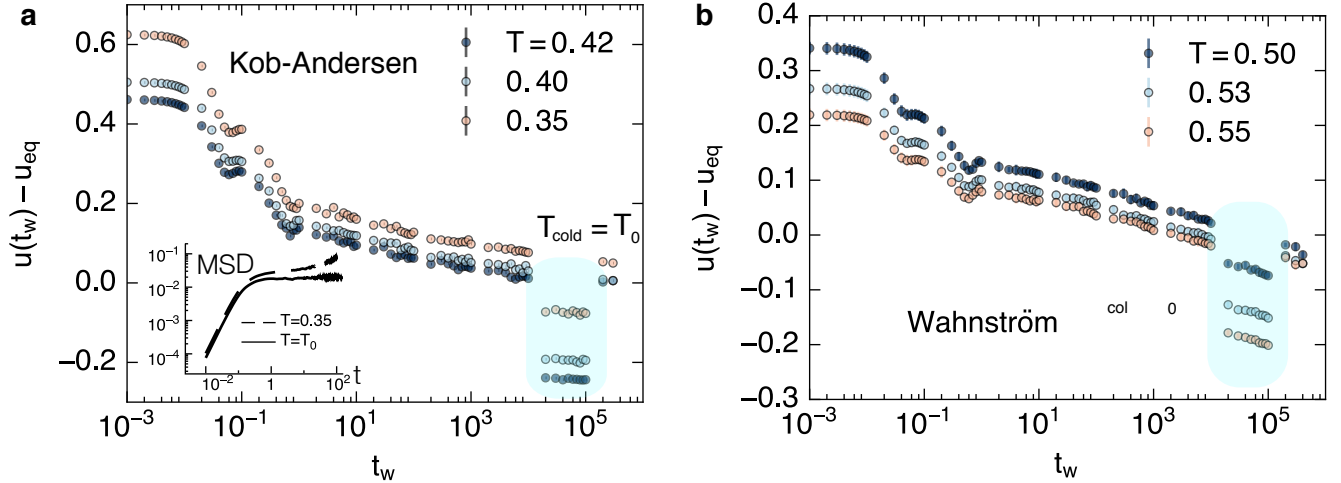 a
Kob-Andersen
T = 0.42
0.40
0.35
0.6
0.4
0.2
0.0
−0.2
u(t_w) − u_eq
T_cold = T_0
MSD
10^-1
10^-2
10^-3
10^-4
T=0.35
T=T_0
10^-2
1
10^2
t
10^-3
10^-1
10^1
10^3
10^5
t_w
b
T = 0.50
0.53
0.55
0.4
0.3
0.2
0.1
0.0
−0.1
−0.2
−0.3
u(t_w) − u_eq
Wahnström
col 0
10^-3
10^-1
10^1
10^3
10^5
t_w